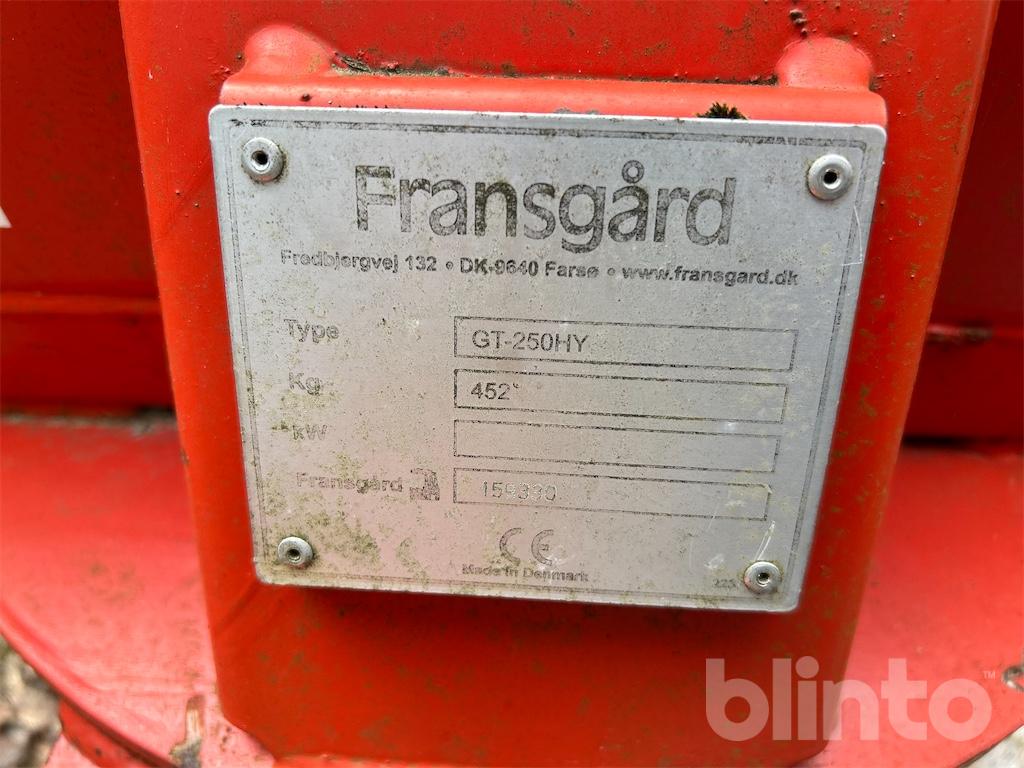 Fransgård
Fredbjergvej 132 • DK-9640 Farsø • www.fransgard.dk
Type GT-250HY
Kg 452
kW
Fransgård
CE
Made in Denmark
blinto™